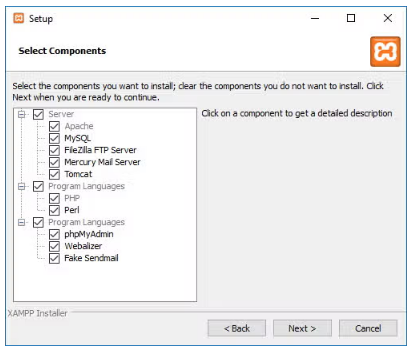 Setup
Select Components
Select the components you want to install; clear the components you do not want to install. Click
Next when you are ready to continue.
Server
Apache
MySQL
FileZilla FTP Server
Mercury Mail Server
Tomcat
Program Languages
PHP
Perl
Program Languages
phpMyAdmin
Webalizer
Fake Sendmail
Click on a component to get a detailed description
XAMPP Installer
< Back
Next >
Cancel